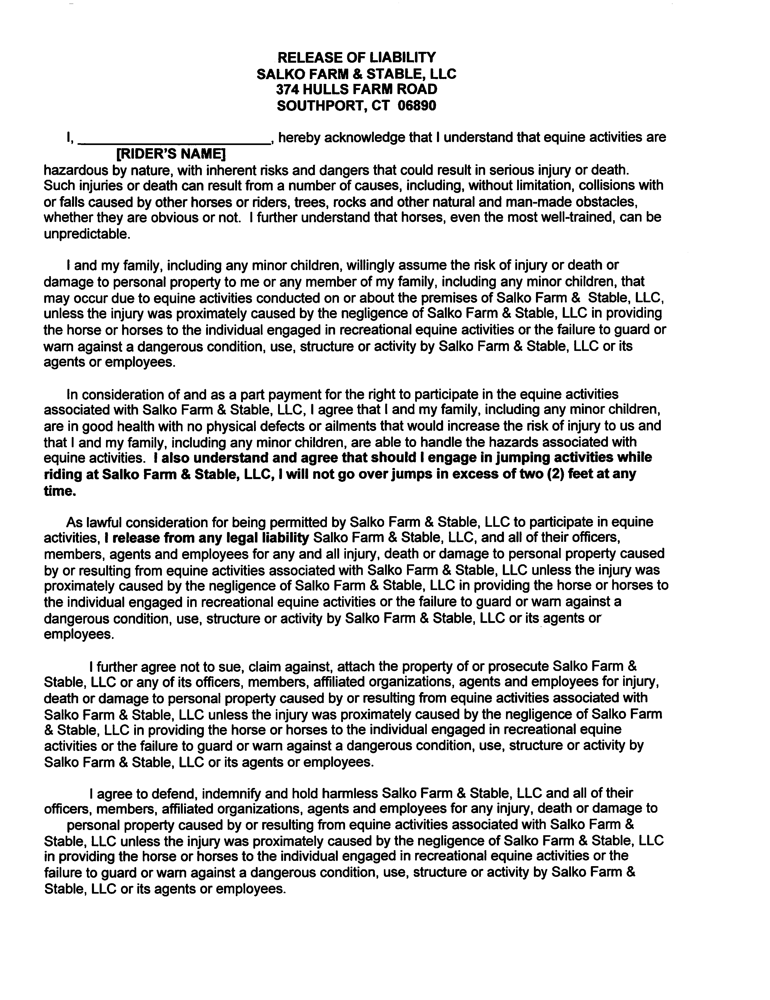 RELEASE OF LIABILITY
SALKO FARM & STABLE, LLC
374 HULLS FARM ROAD
SOUTHPORT, CT 06890
I, ______________________________, hereby acknowledge that I understand that equine activities are
[RIDER'S NAME]
hazardous by nature, with inherent risks and dangers that could result in serious injury or death.
Such injuries or death can result from a number of causes, including, without limitation, collisions with
or falls caused by other horses or riders, trees, rocks and other natural and man-made obstacles,
whether they are obvious or not. I further understand that horses, even the most well-trained, can be
unpredictable.
I and my family, including any minor children, willingly assume the risk of injury or death or
damage to personal property to me or any member of my family, including any minor children, that
may occur due to equine activities conducted on or about the premises of Salko Farm & Stable, LLC,
unless the injury was proximately caused by the negligence of Salko Farm & Stable, LLC in providing
the horse or horses to the individual engaged in recreational equine activities or the failure to guard or
warn against a dangerous condition, use, structure or activity by Salko Farm & Stable, LLC or its
agents or employees.
In consideration of and as a part payment for the right to participate in the equine activities
associated with Salko Farm & Stable, LLC, I agree that I and my family, including any minor children,
are in good health with no physical defects or ailments that would increase the risk of injury to us and
that I and my family, including any minor children, are able to handle the hazards associated with
equine activities. I also understand and agree that should I engage in jumping activities while
riding at Salko Farm & Stable, LLC, I will not go over jumps in excess of two (2) feet at any
time.
As lawful consideration for being permitted by Salko Farm & Stable, LLC to participate in equine
activities, I release from any legal liability Salko Farm & Stable, LLC, and all of their officers,
members, agents and employees for any and all injury, death or damage to personal property caused
by or resulting from equine activities associated with Salko Farm & Stable, LLC unless the injury was
proximately caused by the negligence of Salko Farm & Stable, LLC in providing the horse or horses to
the individual engaged in recreational equine activities or the failure to guard or warn against a
dangerous condition, use, structure or activity by Salko Farm & Stable, LLC or its agents or
employees.
I further agree not to sue, claim against, attach the property of or prosecute Salko Farm &
Stable, LLC or any of its officers, members, affiliated organizations, agents and employees for injury,
death or damage to personal property caused by or resulting from equine activities associated with
Salko Farm & Stable, LLC unless the injury was proximately caused by the negligence of Salko Farm
& Stable, LLC in providing the horse or horses to the individual engaged in recreational equine
activities or the failure to guard or warn against a dangerous condition, use, structure or activity by
Salko Farm & Stable, LLC or its agents or employees.
I agree to defend, indemnify and hold harmless Salko Farm & Stable, LLC and all of their
officers, members, affiliated organizations, agents and employees for any injury, death or damage to
personal property caused by or resulting from equine activities associated with Salko Farm &
Stable, LLC unless the injury was proximately caused by the negligence of Salko Farm & Stable, LLC
in providing the horse or horses to the individual engaged in recreational equine activities or the
failure to guard or warn against a dangerous condition, use, structure or activity by Salko Farm &
Stable, LLC or its agents or employees.